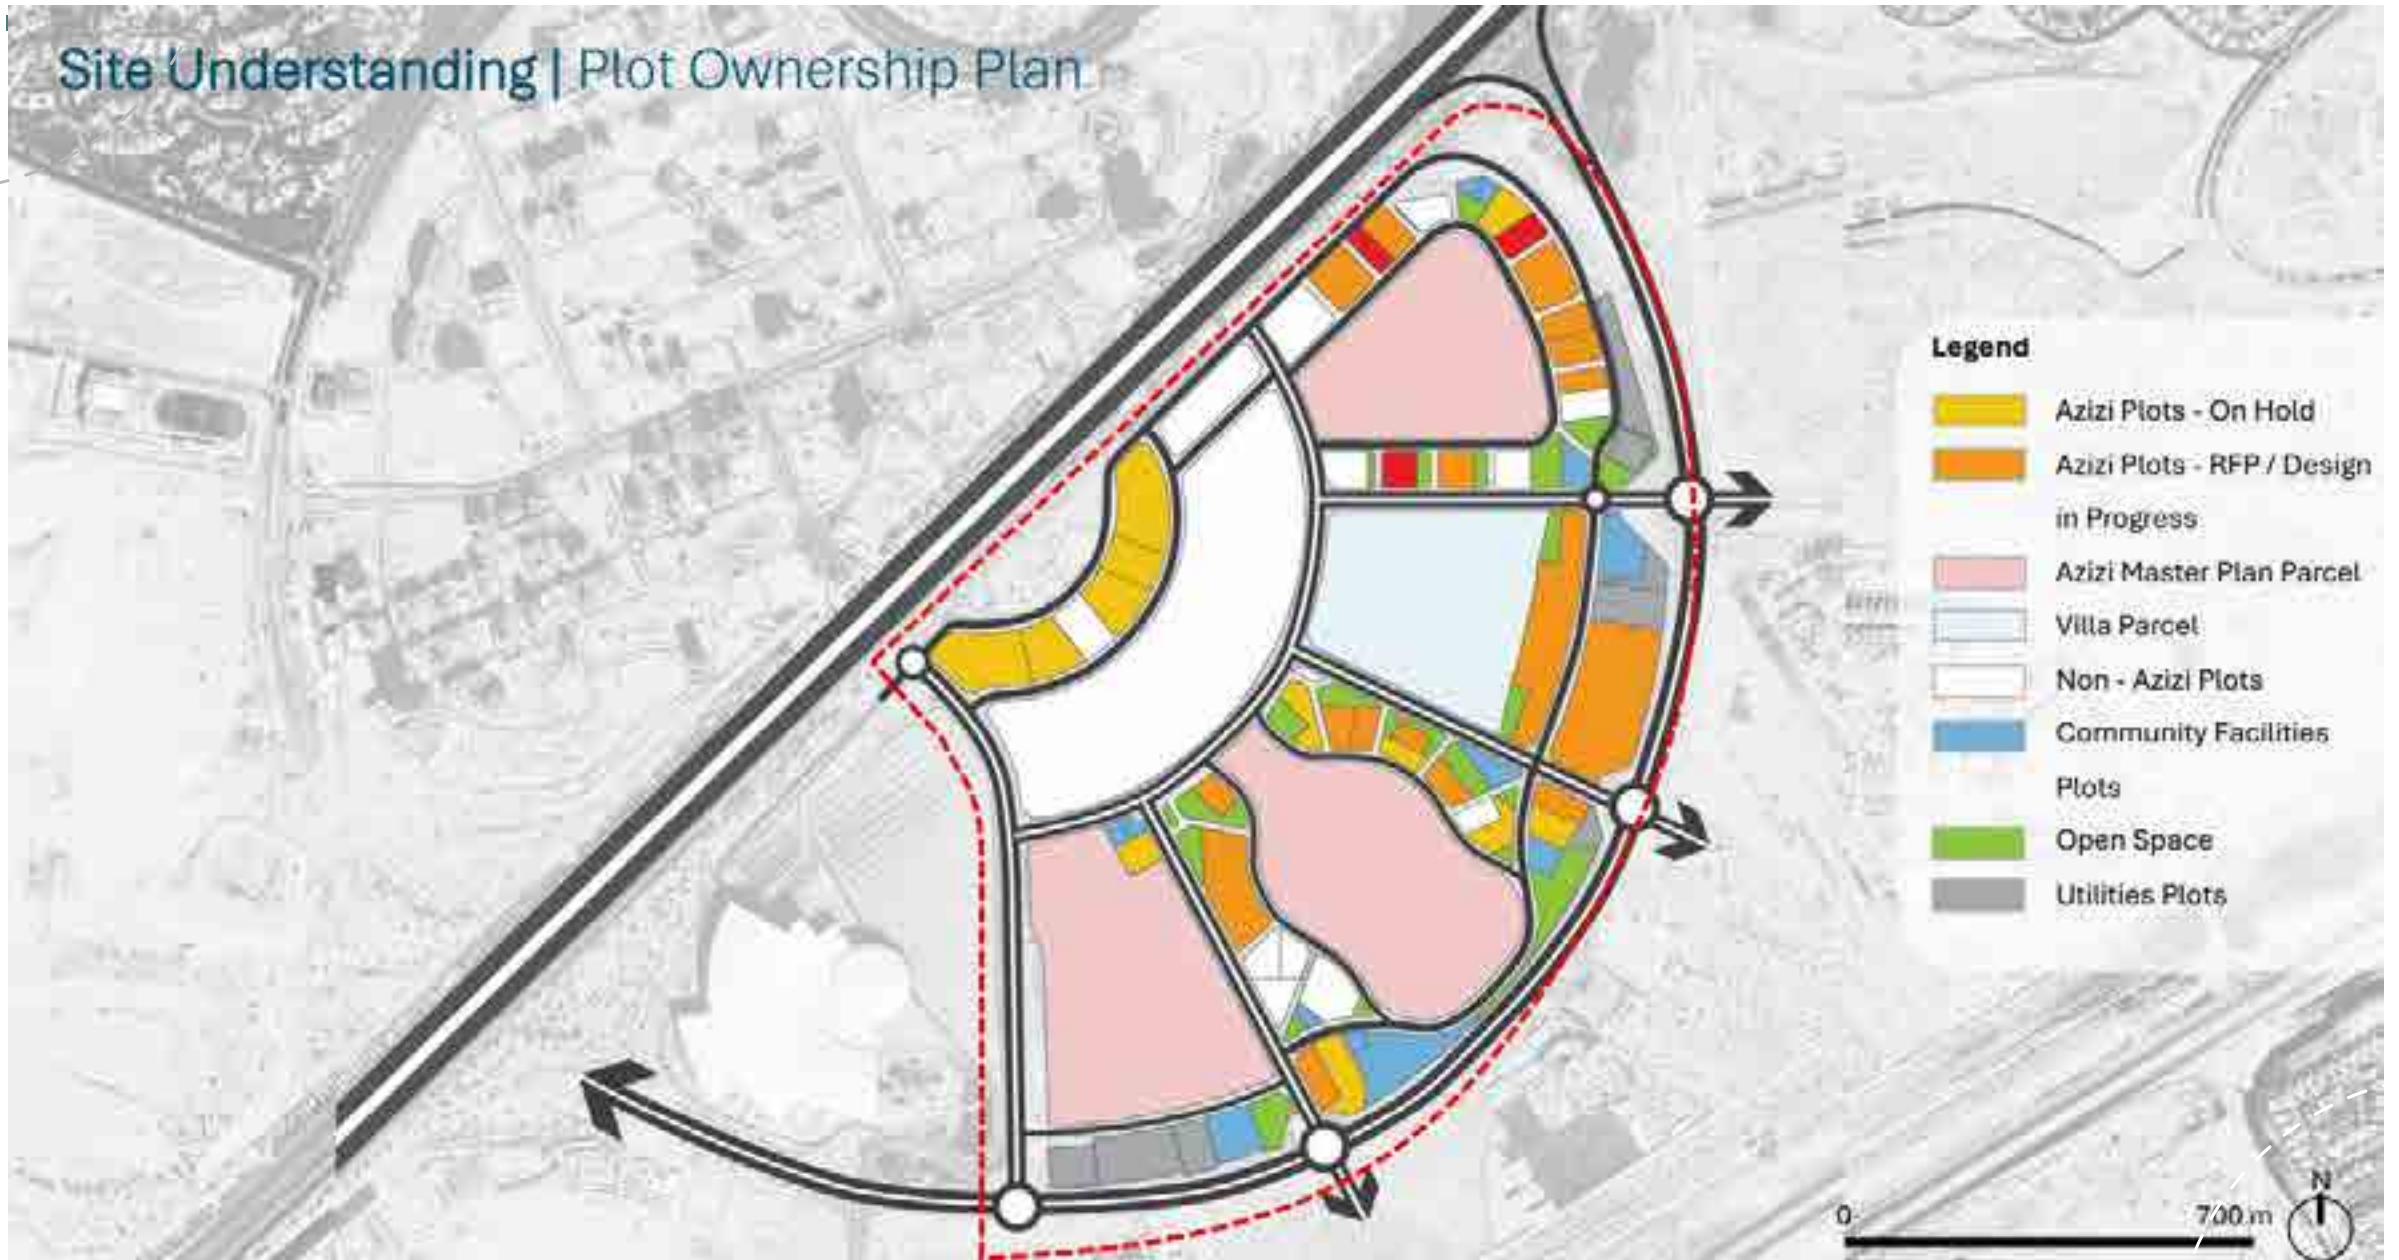 Site Understanding | Plot Ownership Plan
Legend
Azizi Plots - On Hold
Azizi Plots - RFP / Design
in Progress
Azizi Master Plan Parcel
Villa Parcel
Non - Azizi Plots
Community Facilities
Plots
Open Space
Utilities Plots
N
0
700 m